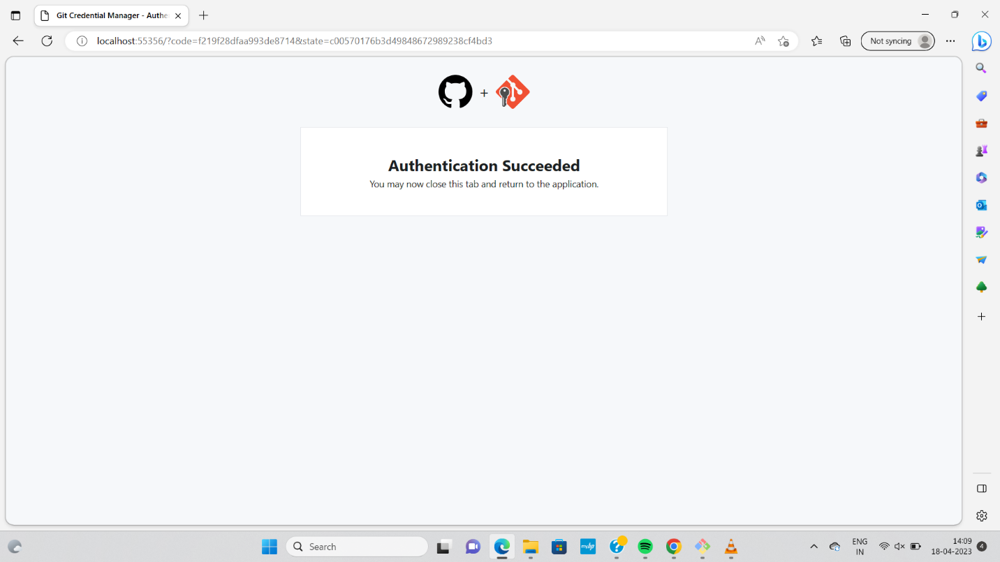 Git Credential Manager - Authe
localhost:55356/?code=f219f28dfaa993de8714&state=c00570176b3d49848672989238cf4bd3
Not syncing
+
Authentication Succeeded
You may now close this tab and return to the application.
Search
myhp
ENG
IN
14:09
18-04-2023
4